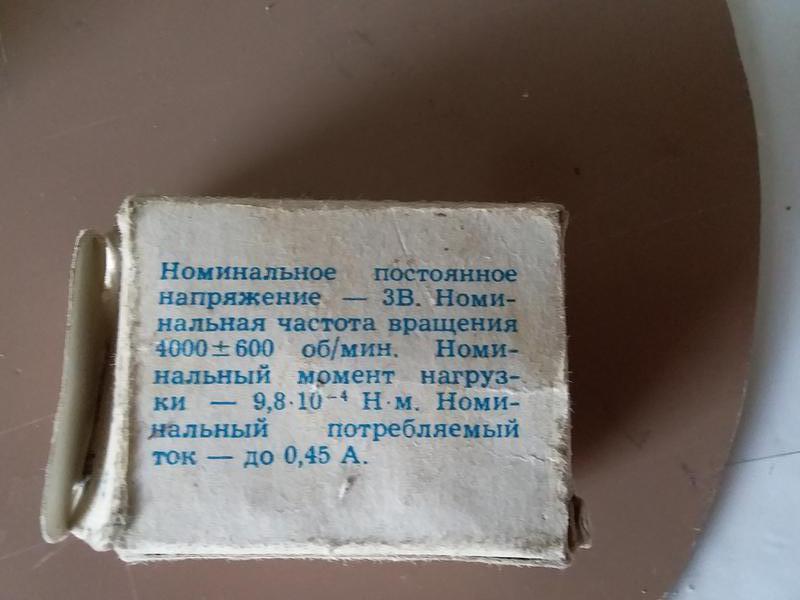 Номинальное постоянное
напряжение — 3В. Номи-
нальная частота вращения
4000±600 об/мин. Номи-
нальный момент нагруз-
ки — 9,8·10⁻⁴ Н·м. Номи-
нальный потребляемый
ток — до 0,45 А.